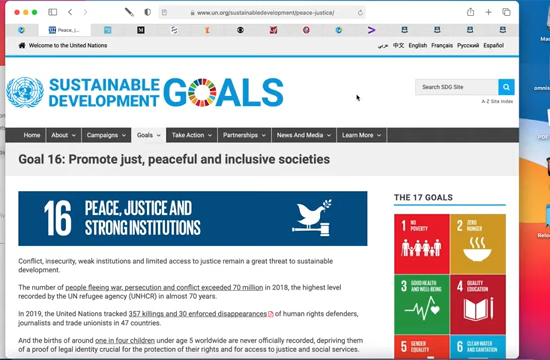 www.un.org/sustainabledevelopment/peace-justice/
Welcome to the United Nations
عربي 中文 English Français Русский Español
SUSTAINABLE
DEVELOPMENT
GOALS
Search SDG Site
A-Z Site Index
Home About Campaigns Goals Take Action Partnerships News And Media Learn More
Goal 16: Promote just, peaceful and inclusive societies
16 PEACE, JUSTICE AND
STRONG INSTITUTIONS
Conflict, insecurity, weak institutions and limited access to justice remain a great threat to sustainable
development.
The number of people fleeing war, persecution and conflict exceeded 70 million in 2018, the highest level
recorded by the UN refugee agency (UNHCR) in almost 70 years.
In 2019, the United Nations tracked 357 killings and 30 enforced disappearances of human rights defenders,
journalists and trade unionists in 47 countries.
And the births of around one in four children under age 5 worldwide are never officially recorded, depriving them
of a proof of legal identity crucial for the protection of their rights and for access to justice and social services.
THE 17 GOALS
1 NO
POVERTY
2 ZERO
HUNGER
3 GOOD HEALTH
AND WELL-BEING
4 QUALITY
EDUCATION
5 GENDER
EQUALITY
6 CLEAN WATER
AND SANITATION